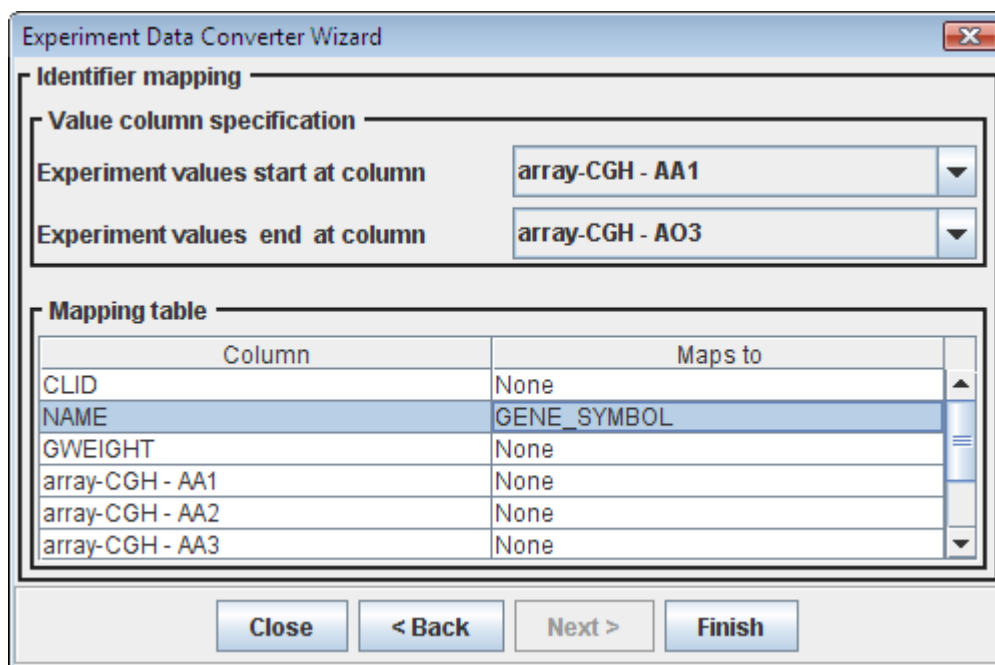 Experiment Data Converter Wizard
Identifier mapping
Value column specification
Experiment values start at column array-CGH - AA1
Experiment values end at column array-CGH - AO3
Mapping table
Column Maps to
CLID None
NAME GENE_SYMBOL
GWEIGHT None
array-CGH - AA1 None
array-CGH - AA2 None
array-CGH - AA3 None
Close < Back Next > Finish